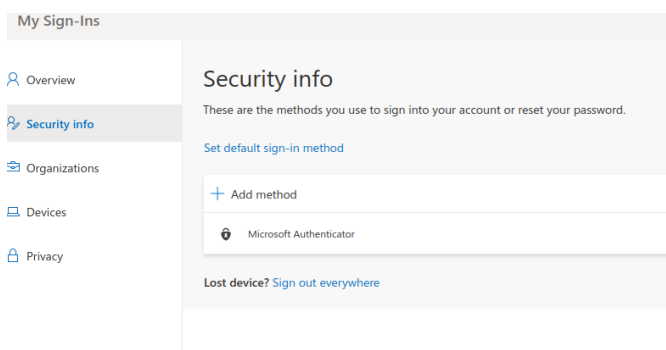 My Sign-Ins
Overview
Security info
Organizations
Devices
Privacy
Security info
These are the methods you use to sign into your account or reset your password.
Set default sign-in method
Add method
Microsoft Authenticator
Lost device? Sign out everywhere